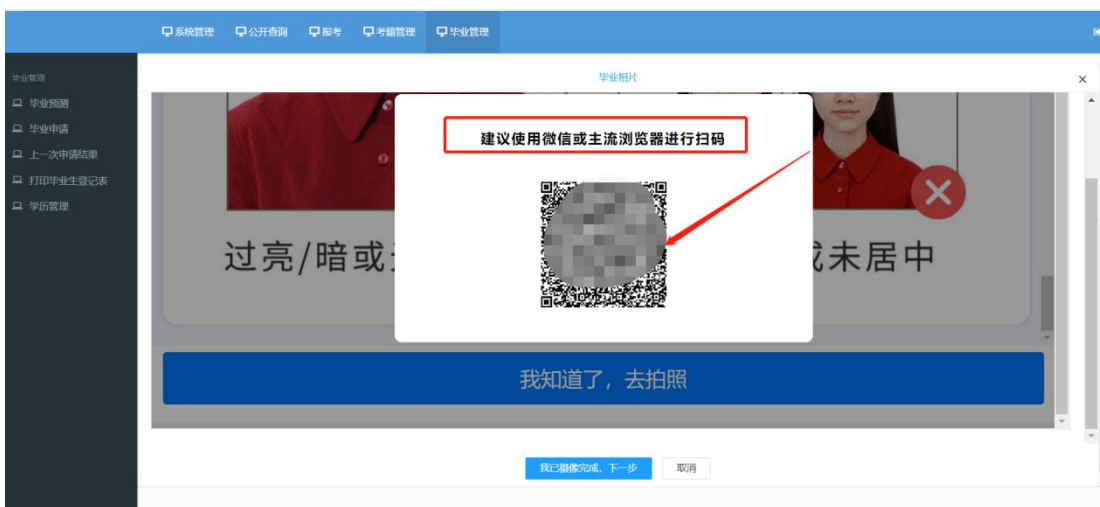 系统管理 公开查询 报考 考籍管理 毕业管理
毕业管理
毕业预测
毕业申请
上一次申请结果
打印毕业生登记表
学历管理
毕业相片
建议使用微信或主流浏览器进行扫码
过亮/暗或
或未居中
我知道了，去拍照
我已摄像完成，下一步 取消